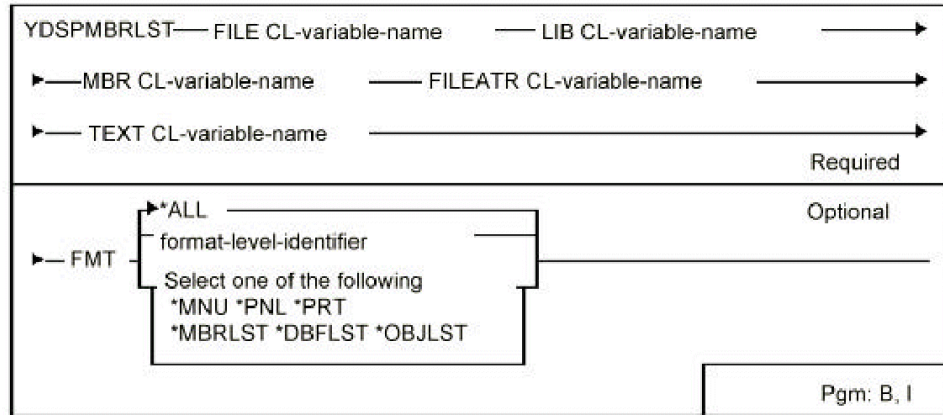 YDSPMBRLST FILE CL-variable-name LIB CL-variable-name
MBR CL-variable-name FILEATR CL-variable-name
TEXT CL-variable-name
Required
*ALL Optional
format-level-identifier
FMT
Select one of the following
*MNU *PNL *PRT
*MBRLST *DBFLST *OBJLST
Pgm: B, I